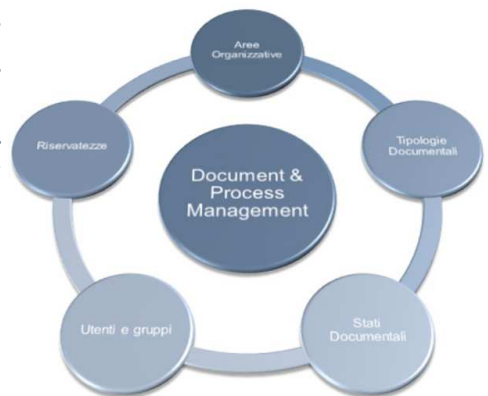 Aree
Organizzative
Riservatezze
Tipologie
Documentali
Document &
Process
Management
Utenti e gruppi
Stati
Documentali